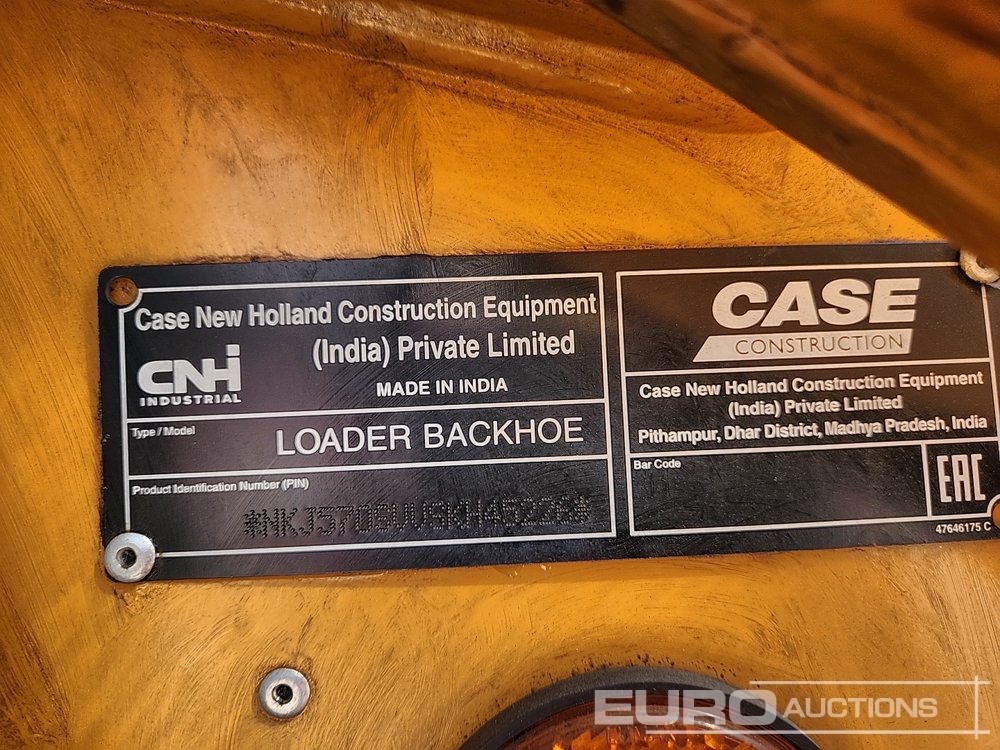 Case New Holland Construction Equipment
(India) Private Limited
CNH
INDUSTRIAL
MADE IN INDIA
Type / Model
LOADER BACKHOE
Product Identification Number (PIN)
CASE
CONSTRUCTION
Case New Holland Construction Equipment
(India) Private Limited
Pithampur, Dhar District, Madhya Pradesh, India
Bar Code
EAC
47646175 C
EURO AUCTIONS